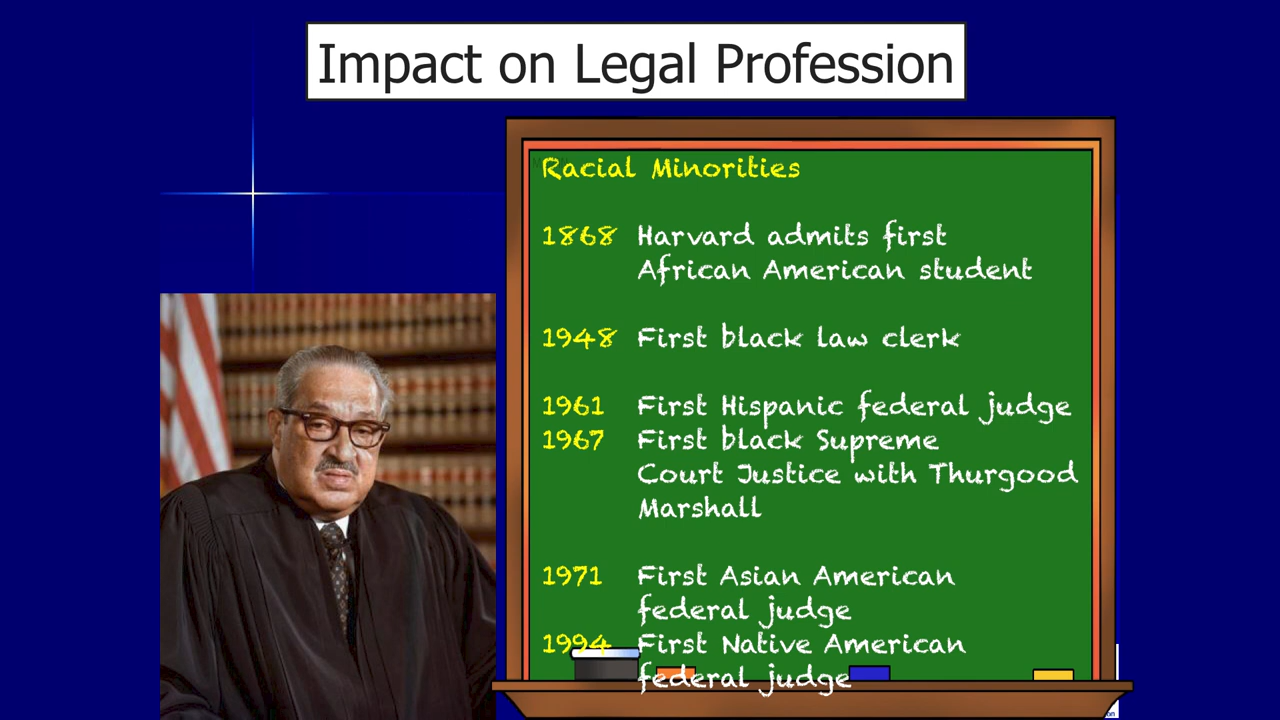 Impact on Legal Profession
Racial Minorities
1868 Harvard admits first
African American student
1948 First black law clerk
1961 First Hispanic federal judge
1967 First black Supreme
Court Justice with Thurgood
Marshall
1971 First Asian American
federal judge
1994 First Native American
federal judge